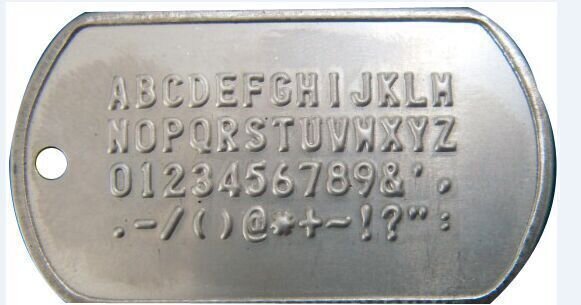 ABCDEFGHIJKLM
NOPQRSTUVWXYZ
0123456789&',
.-/()@*+~!?":